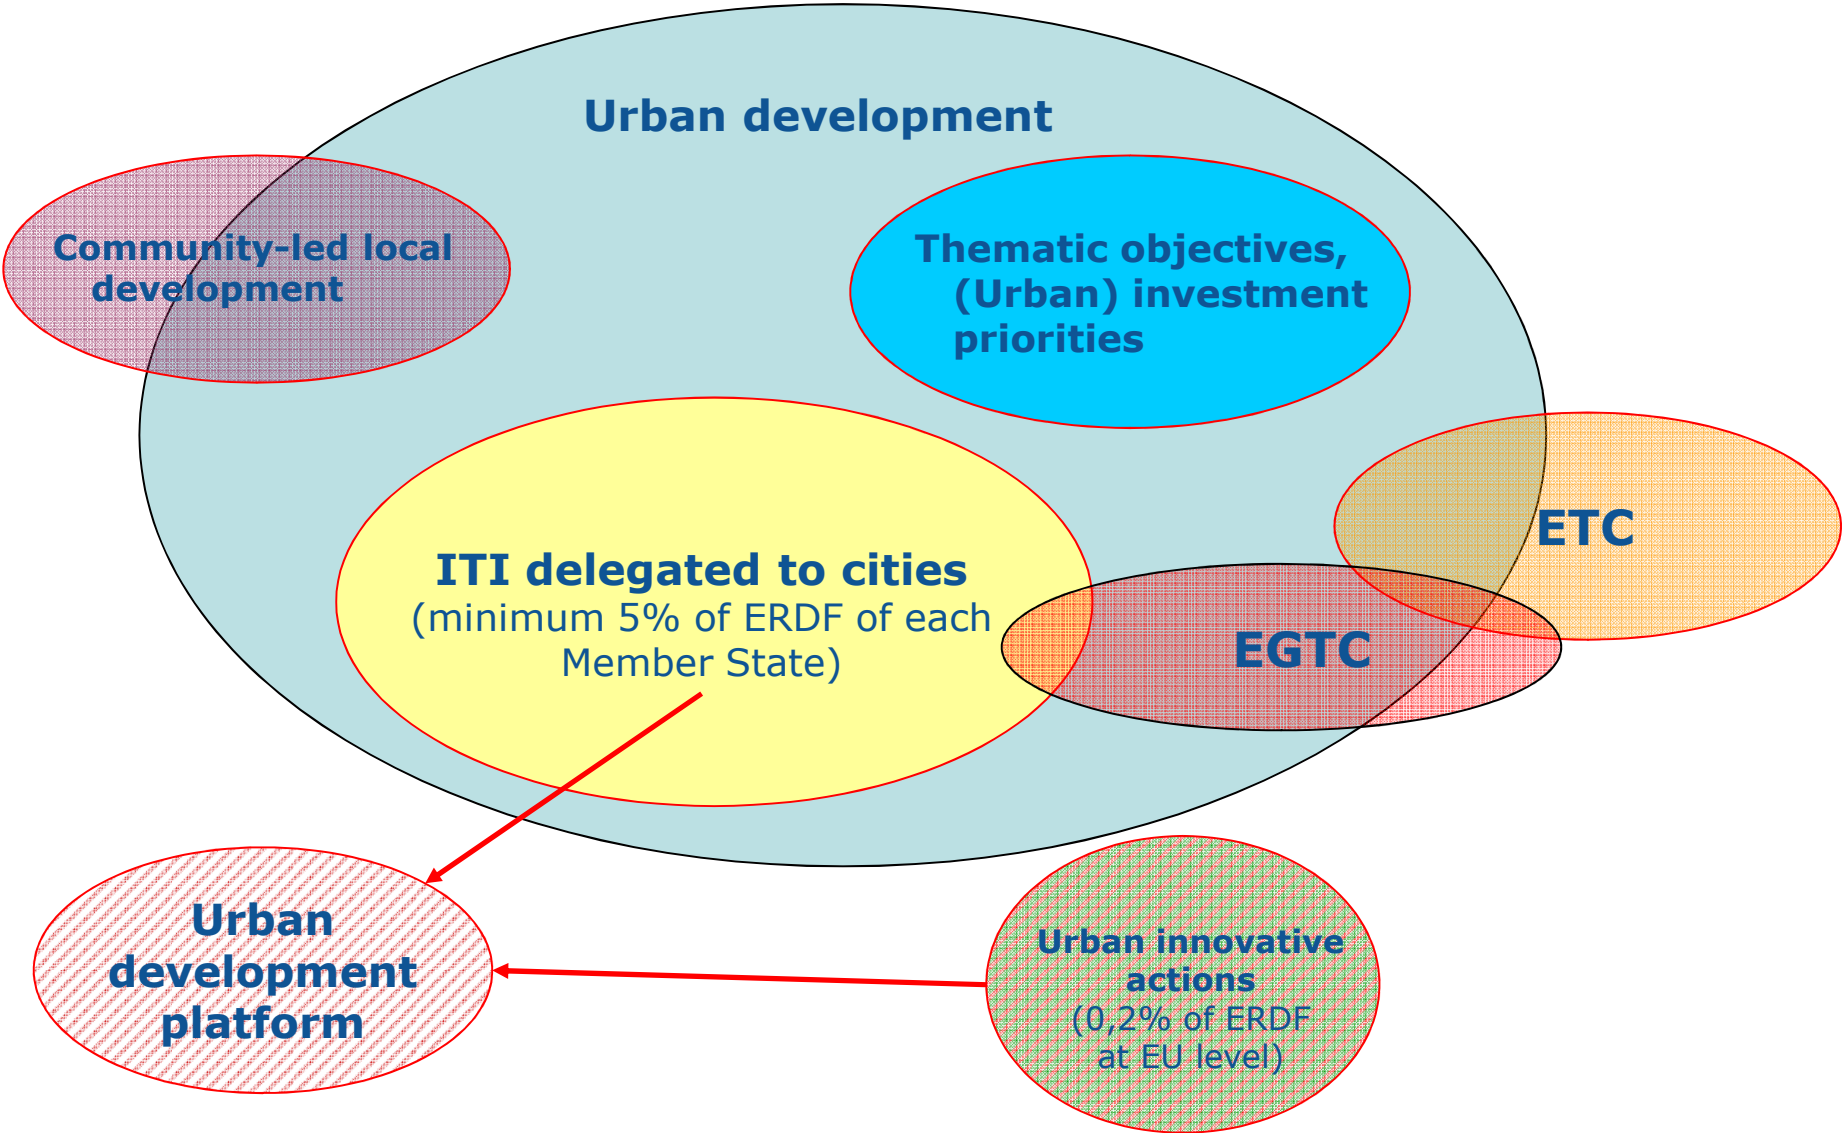 Urban development
Community-led local
development
Thematic objectives,
(Urban) investment
priorities
ETC
ITI delegated to cities
(minimum 5% of ERDF of each
Member State)
EGTC
Urban
development
platform
Urban innovative
actions
(0,2% of ERDF
at EU level)